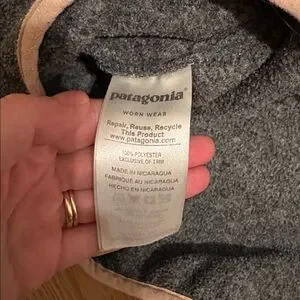 patagonia®
WORN WEAR
Repair, Reuse, Recycle
This Product
www.patagonia.com
100% POLYESTER
EXCLUSIVE OF TRIM
MADE IN NICARAGUA
FABRIQUÉ AU NICARAGUA
HECHO EN NICARAGUA